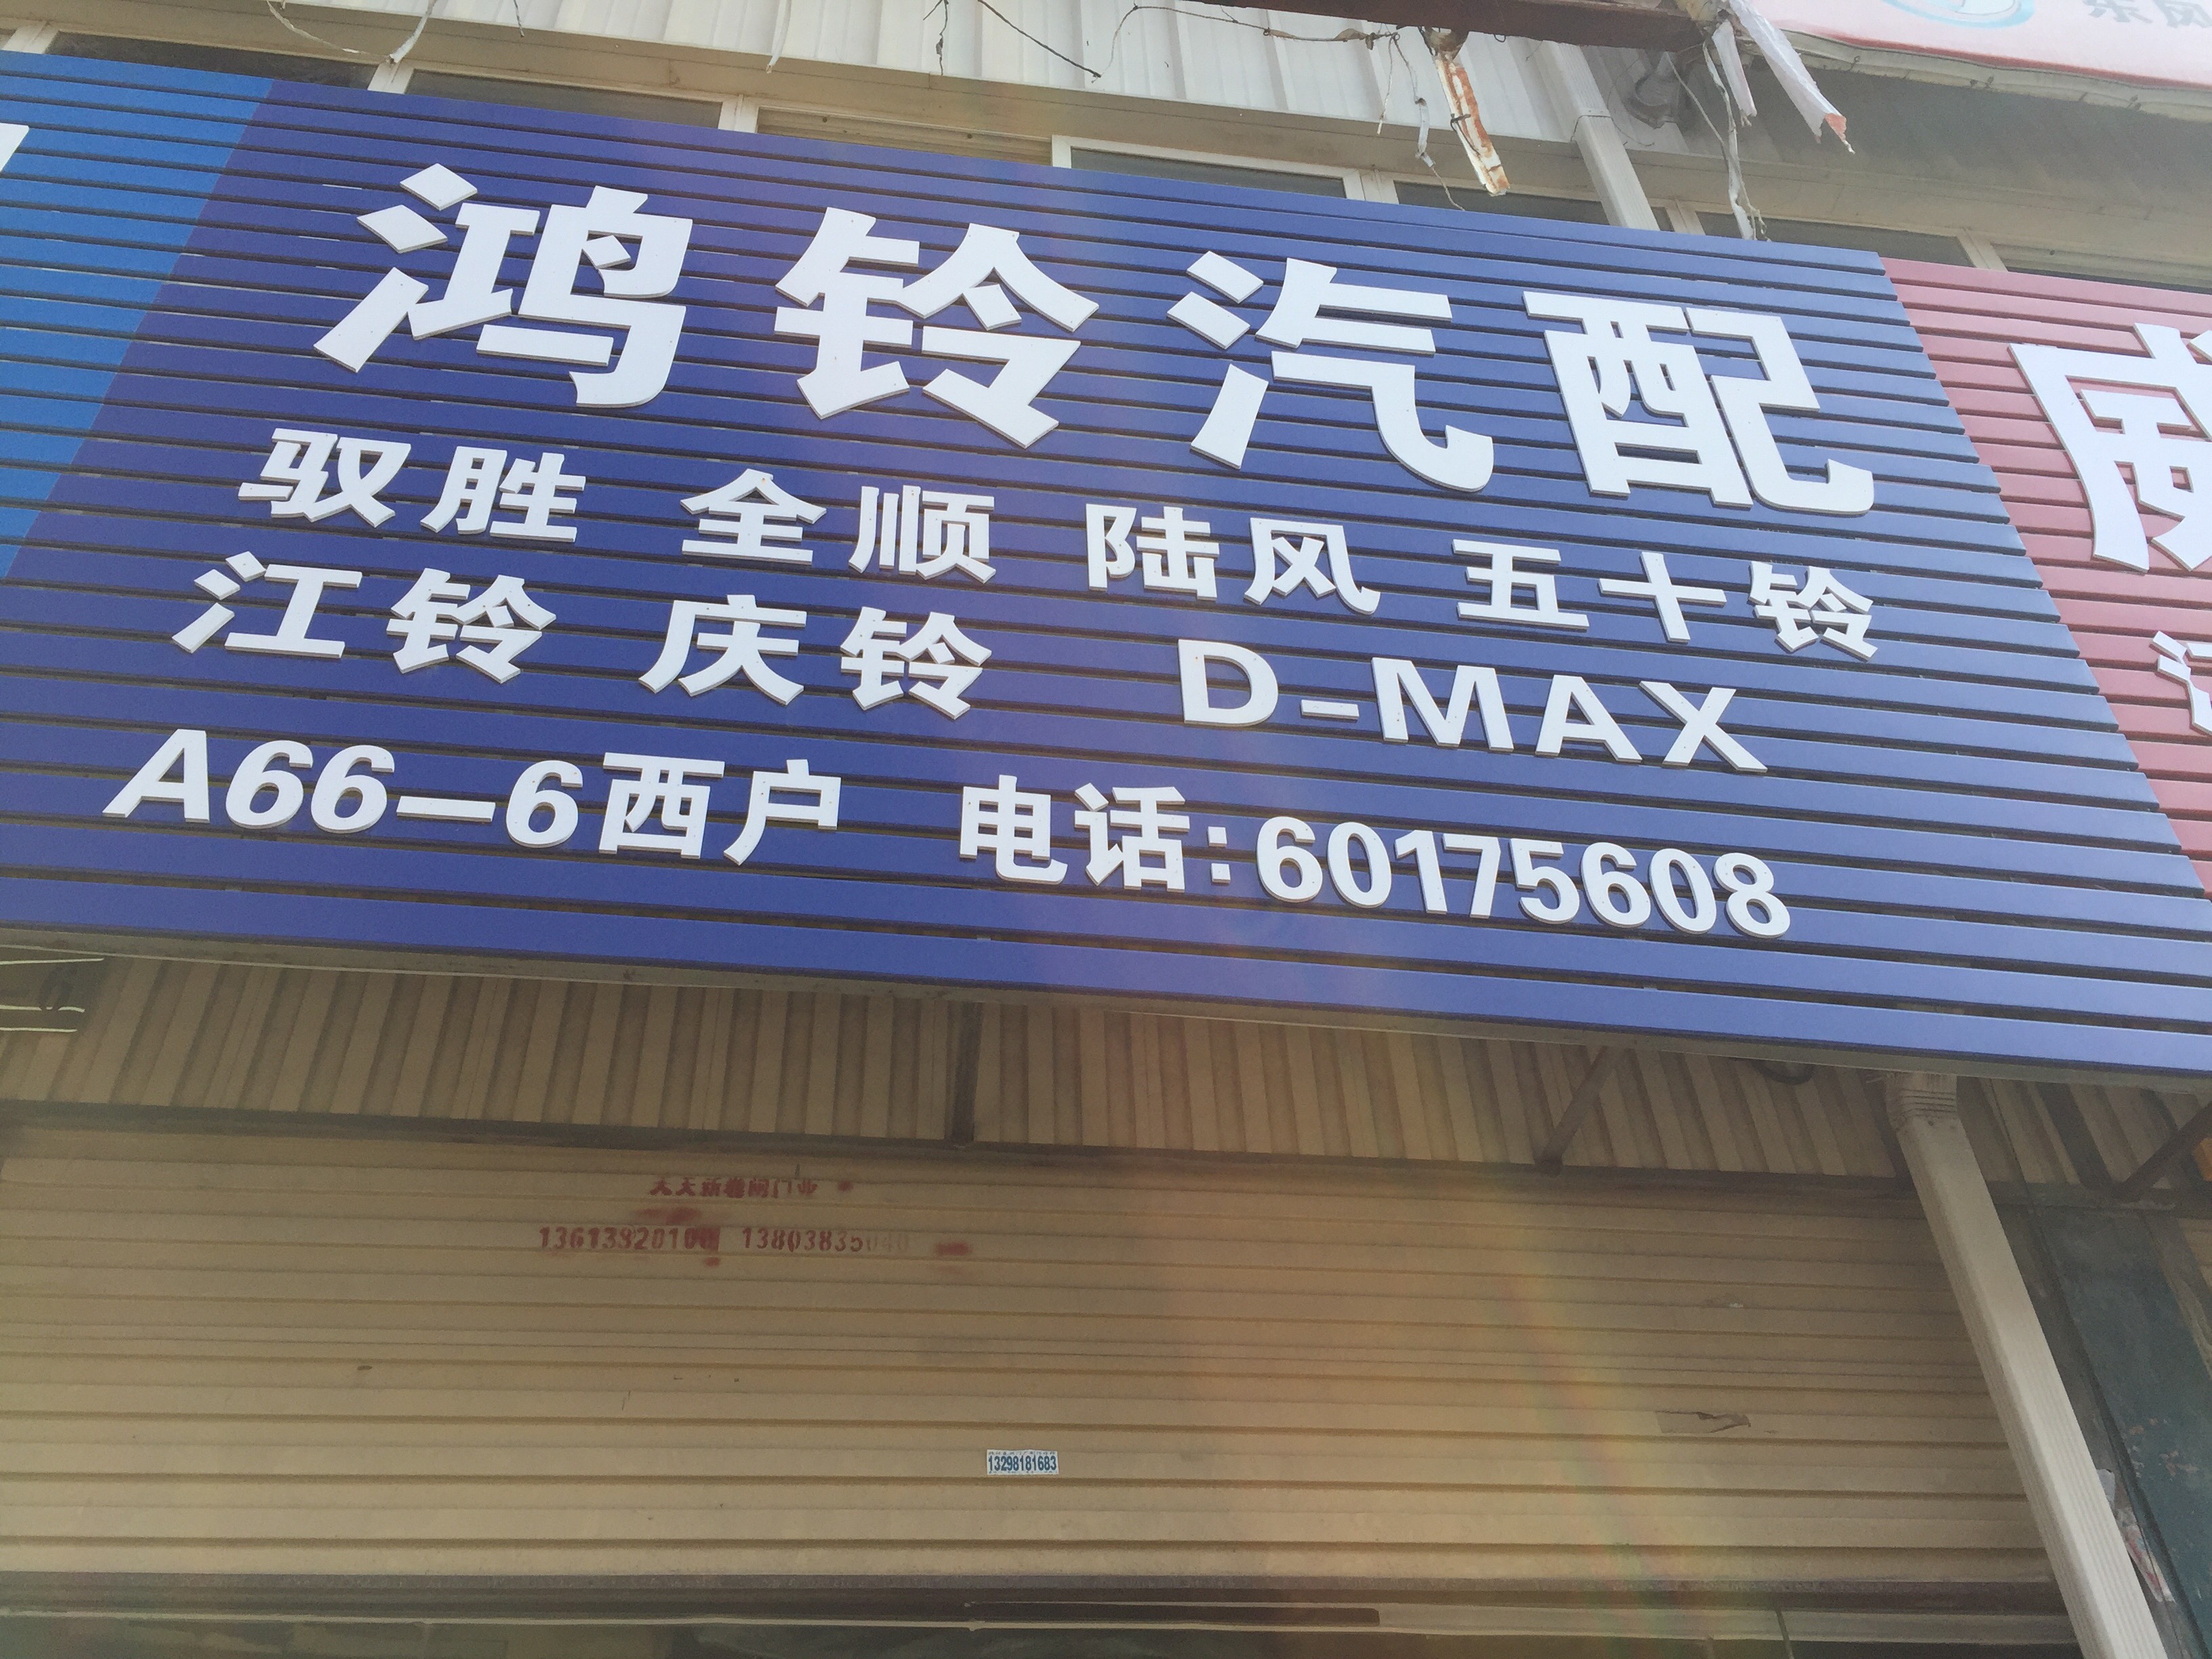 鸿铃汽配
驭胜 全顺 陆风 五十铃
江铃 庆铃 D-MAX
A66-6西户 电话:60175608
13298181683